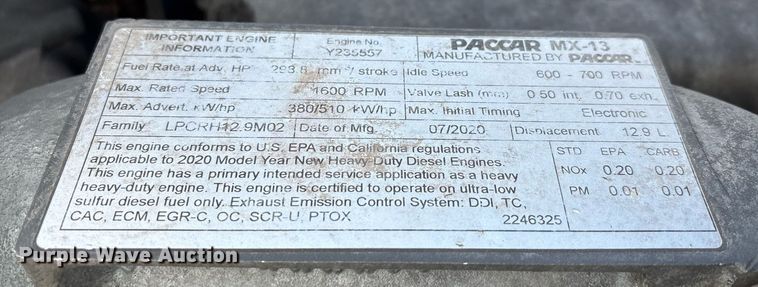 IMPORTANT ENGINE INFORMATION
Engine No. Y235557
PACCAR MX-13
MANUFACTURED BY PACCAR
Fuel Rate at Adv. HP 293.8 mm³/stroke Idle Speed 600 - 700 RPM
Max. Rated Speed 1600 RPM Valve Lash (mm) 0.50 int. 0.70 exh.
Max. Advert. kW/hp 380/510 kW/hp Max. Initial Timing Electronic
Family LPCRH12.9M02 Date of Mfg. 07/2020 Displacement 12.9 L
This engine conforms to U.S. EPA and California regulations
applicable to 2020 Model Year New Heavy Duty Diesel Engines.
This engine has a primary intended service application as a heavy
heavy-duty engine. This engine is certified to operate on ultra-low
sulfur diesel fuel only. Exhaust Emission Control System: DDI, TC,
CAC, ECM, EGR-C, OC, SCR-U, PTOX
STD EPA CARB
NOx 0.20 0.20
PM 0.01 0.01
2246325
Purple Wave Auction